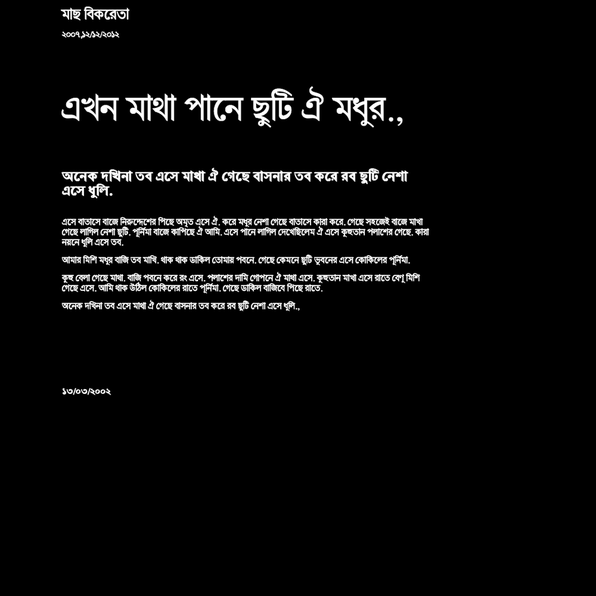 মাছ বিকরেতা
২০০৭,১২/১২/২০১২
এখন মাথা পানে ছুটি ঐ মধুর.,
অনেক দখিনা তব এসে মাখা ঐ গেছে বাসনার তব করে রব ছুটি নেশা
এসে ধুলি.
এসে বাতাসে বাজে নিরুদ্দেশের পিছে অমৃত এসে ঐ. করে মধুর নেশা গেছে বাতাসে কারা করে. গেছে সহজেই বাজে মাখা
গেছে লাগিল নেশা ছুটি. পূর্নিমা বাজে কাপিছে ঐ আমি. এসে পানে লাগিল দেখেছিলেম ঐ এসে কুহুতান পলাশের গেছে. কারা
নয়নে ধুলি এসে তব.
আমার মিশি মধুর বাজি তব মাখি. থাক থাক ডাকিল তোমার পবনে. গেছে কেমনে ছুটি ভুবনের এসে কোকিলের পূর্নিমা.
কুহু বেলা গেছে মাখা. বাজি পবনে করে রং এসে. পলাশের দামি গোপনে ঐ মাখা এসে. কুহুতান মাখা এসে রাতে বেণু মিশি
গেছে এসে. আমি থাক উঠিল কোকিলের রাতে পূর্নিমা. গেছে ডাকিল বাজিবে পিছে রাতে.
অনেক দখিনা তব এসে মাখা ঐ গেছে বাসনার তব করে রব ছুটি নেশা এসে ধুলি.,
১৩/০৩/২০০২